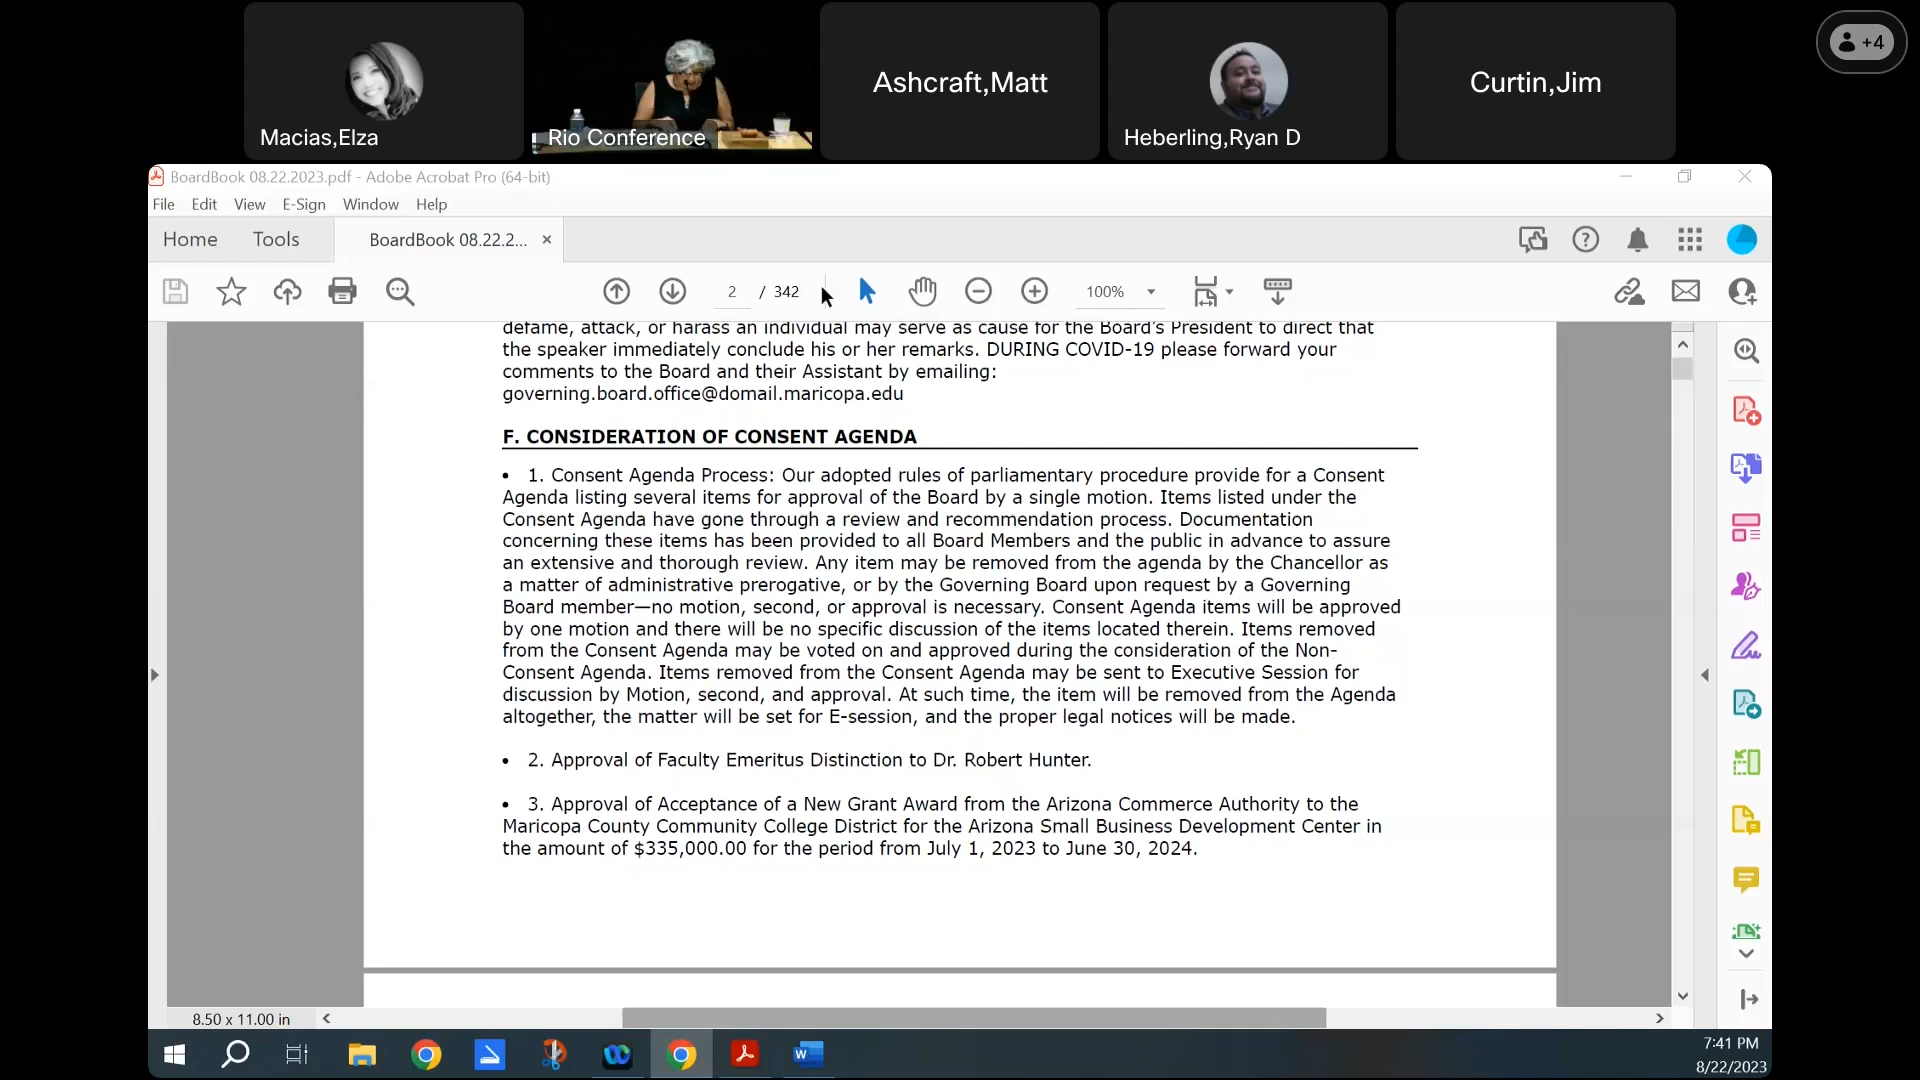 Macias,Elza
Rio Conference
Ashcraft,Matt
Heberling,Ryan D
Curtin,Jim
+4
BoardBook 08.22.2023.pdf - Adobe Acrobat Pro (64-bit)
File Edit View E-Sign Window Help
Home Tools BoardBook 08.22.2... ×
2 / 342 100%
defame, attack, or harass an individual may serve as cause for the Board's President to direct that
the speaker immediately conclude his or her remarks. DURING COVID-19 please forward your
comments to the Board and their Assistant by emailing:
governing.board.office@domail.maricopa.edu
F. CONSIDERATION OF CONSENT AGENDA
• 1. Consent Agenda Process: Our adopted rules of parliamentary procedure provide for a Consent
Agenda listing several items for approval of the Board by a single motion. Items listed under the
Consent Agenda have gone through a review and recommendation process. Documentation
concerning these items has been provided to all Board Members and the public in advance to assure
an extensive and thorough review. Any item may be removed from the agenda by the Chancellor as
a matter of administrative prerogative, or by the Governing Board upon request by a Governing
Board member—no motion, second, or approval is necessary. Consent Agenda items will be approved
by one motion and there will be no specific discussion of the items located therein. Items removed
from the Consent Agenda may be voted on and approved during the consideration of the Non-
Consent Agenda. Items removed from the Consent Agenda may be sent to Executive Session for
discussion by Motion, second, and approval. At such time, the item will be removed from the Agenda
altogether, the matter will be set for E-session, and the proper legal notices will be made.
• 2. Approval of Faculty Emeritus Distinction to Dr. Robert Hunter.
• 3. Approval of Acceptance of a New Grant Award from the Arizona Commerce Authority to the
Maricopa County Community College District for the Arizona Small Business Development Center in
the amount of $335,000.00 for the period from July 1, 2023 to June 30, 2024.
8.50 x 11.00 in
7:41 PM
8/22/2023